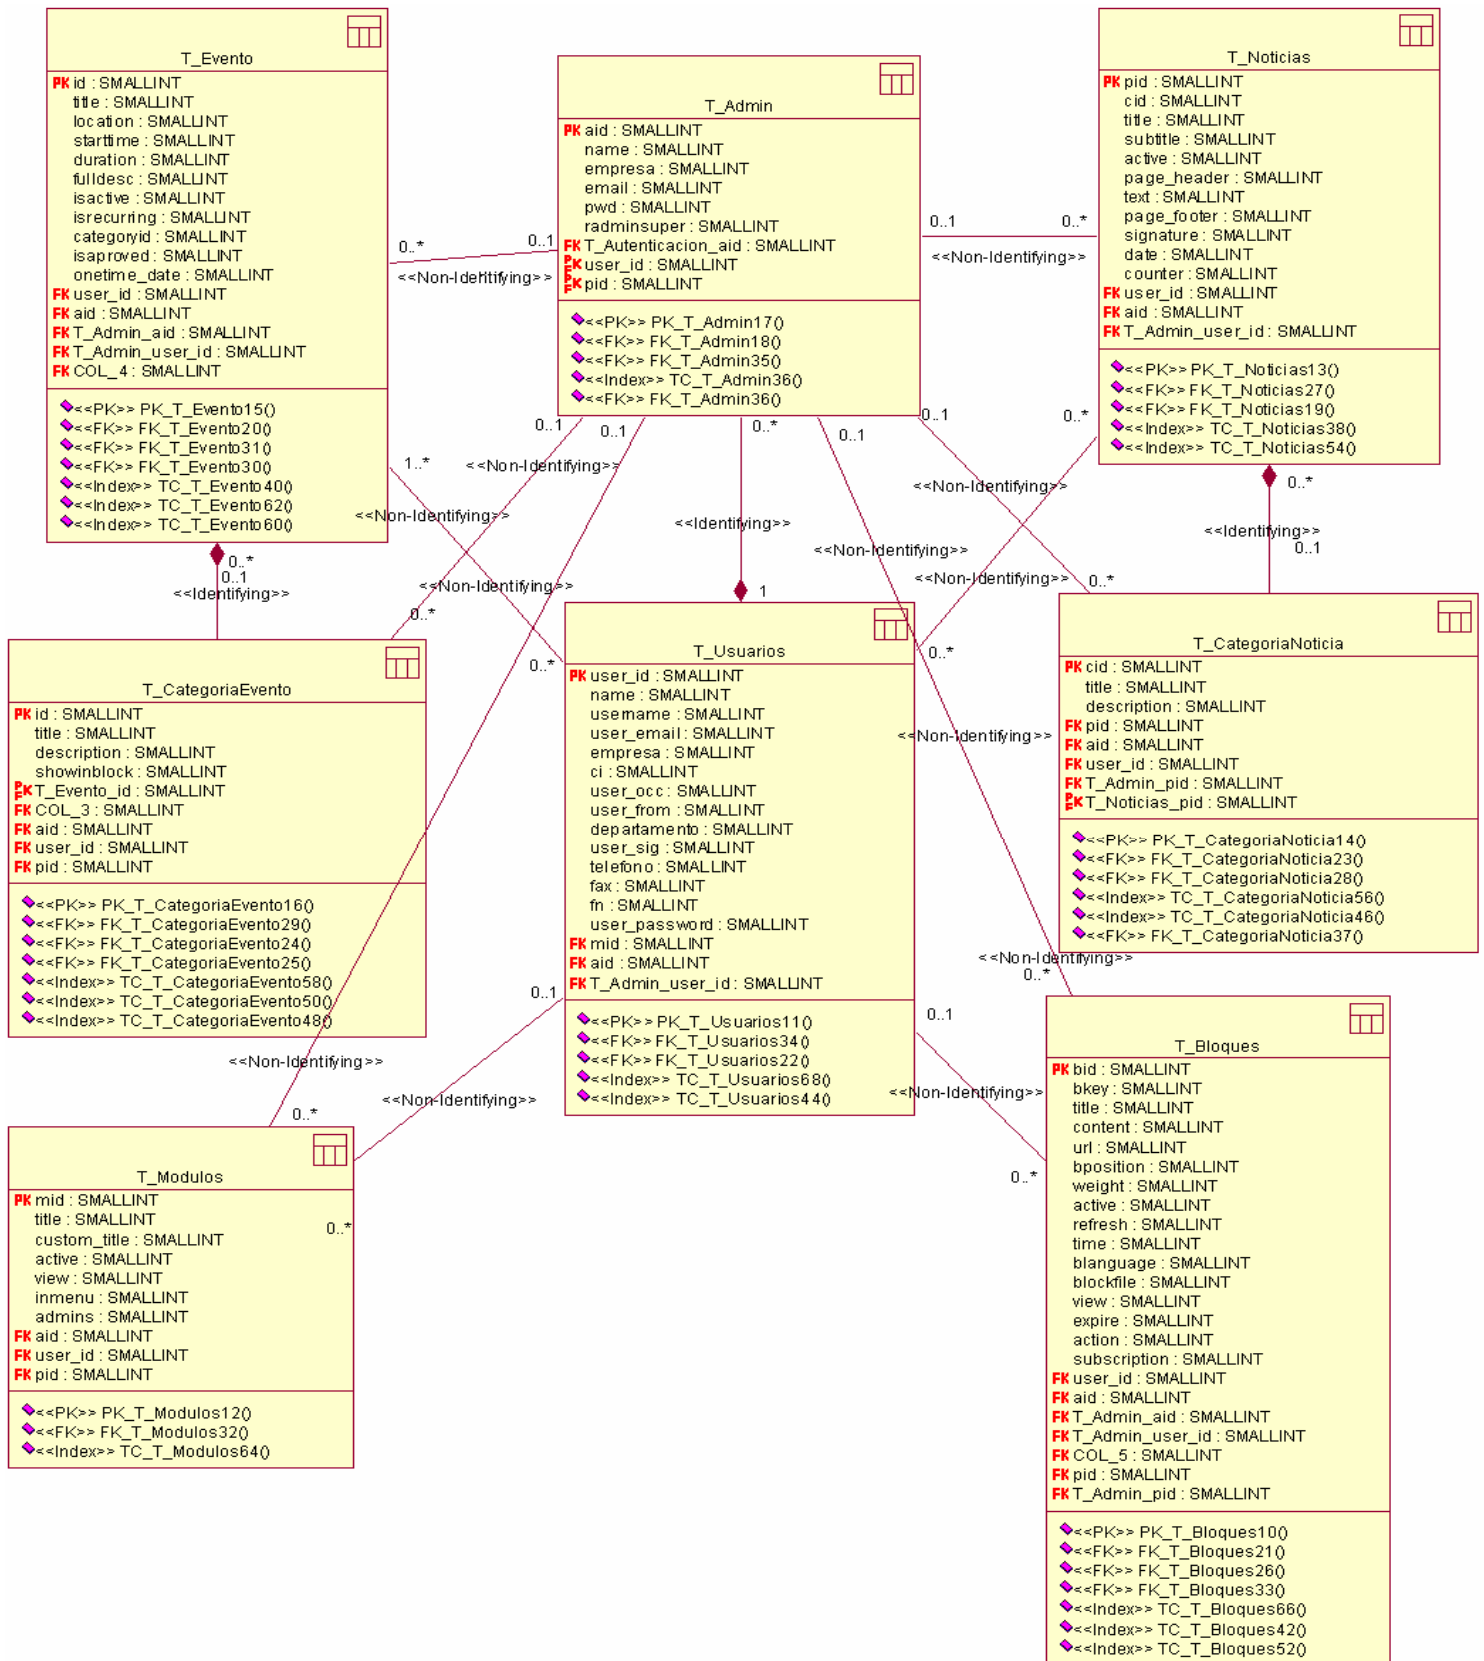 T_Evento
PK id : SMALLINT
title : SMALLINT
location : SMALLINT
starttime : SMALLINT
duration : SMALLINT
fulldesc : SMALLINT
isactive : SMALLINT
isrecurring : SMALLINT
categoryid : SMALLINT
isaproved : SMALLINT
onetime_date : SMALLINT
FK user_id : SMALLINT
FK aid : SMALLINT
FK T_Admin_aid : SMALLINT
FK T_Admin_user_id : SMALLINT
FK COL_4 : SMALLINT
<<PK>> PK_T_Evento15()
<<FK>> FK_T_Evento20()
<<FK>> FK_T_Evento31()
<<FK>> FK_T_Evento30()
<<Index>> TC_T_Evento40()
<<Index>> TC_T_Evento62()
<<Index>> TC_T_Evento60()
T_Admin
PK aid : SMALLINT
name : SMALLINT
empresa : SMALLINT
email : SMALLINT
pwd : SMALLINT
radminsuper : SMALLINT
FK T_Autenticacion_aid : SMALLINT
PFK user_id : SMALLINT
PFK pid : SMALLINT
<<PK>> PK_T_Admin17()
<<FK>> FK_T_Admin18()
<<FK>> FK_T_Admin35()
<<Index>> TC_T_Admin36()
<<FK>> FK_T_Admin36()
T_Noticias
PK pid : SMALLINT
cid : SMALLINT
title : SMALLINT
subtitle : SMALLINT
active : SMALLINT
page_header : SMALLINT
text : SMALLINT
page_footer : SMALLINT
signature : SMALLINT
date : SMALLINT
counter : SMALLINT
FK user_id : SMALLINT
FK aid : SMALLINT
FK T_Admin_user_id : SMALLINT
<<PK>> PK_T_Noticias13()
<<FK>> FK_T_Noticias27()
<<FK>> FK_T_Noticias19()
<<Index>> TC_T_Noticias38()
<<Index>> TC_T_Noticias54()
0..*
0..1
<<Non-Identifying>>
0..1
0..*
<<Non-Identifying>>
0..1
0..1
0..*
0..1
0..1
0..*
1..*
<<Non-Identifying>>
<<Non-Identifying>>
<<Non-Identifying>>
<<Identifying>>
0..*
<<Identifying>>
0..1
<<Non-Identifying>>
0..*
0..1
<<Identifying>>
<<Non-Identifying>>
<<Non-Identifying>>
0..*
1
0..*
0..*
0..*
T_CategoriaEvento
PK id : SMALLINT
title : SMALLINT
description : SMALLINT
showinblock : SMALLINT
PFK T_Evento_id : SMALLINT
FK COL_3 : SMALLINT
FK aid : SMALLINT
FK user_id : SMALLINT
FK pid : SMALLINT
<<PK>> PK_T_CategoriaEvento16()
<<FK>> FK_T_CategoriaEvento29()
<<FK>> FK_T_CategoriaEvento24()
<<FK>> FK_T_CategoriaEvento25()
<<Index>> TC_T_CategoriaEvento58()
<<Index>> TC_T_CategoriaEvento50()
<<Index>> TC_T_CategoriaEvento48()
T_Usuarios
PK user_id : SMALLINT
name : SMALLINT
username : SMALLINT
user_email : SMALLINT
empresa : SMALLINT
ci : SMALLINT
user_occ : SMALLINT
user_from : SMALLINT
departamento : SMALLINT
user_sig : SMALLINT
telefono : SMALLINT
fax : SMALLINT
fn : SMALLINT
user_password : SMALLINT
FK mid : SMALLINT
FK aid : SMALLINT
FK T_Admin_user_id : SMALLINT
<<PK>> PK_T_Usuarios11()
<<FK>> FK_T_Usuarios34()
<<FK>> FK_T_Usuarios22()
<<Index>> TC_T_Usuarios68()
<<Index>> TC_T_Usuarios44()
T_CategoriaNoticia
PK cid : SMALLINT
title : SMALLINT
description : SMALLINT
FK pid : SMALLINT
FK aid : SMALLINT
FK user_id : SMALLINT
FK T_Admin_pid : SMALLINT
PFK T_Noticias_pid : SMALLINT
<<PK>> PK_T_CategoriaNoticia14()
<<FK>> FK_T_CategoriaNoticia23()
<<FK>> FK_T_CategoriaNoticia28()
<<Index>> TC_T_CategoriaNoticia56()
<<Index>> TC_T_CategoriaNoticia46()
<<FK>> FK_T_CategoriaNoticia37()
<<Non-Identifying>>
<<Non-Identifying>>
0..*
0..1
0..1
<<Non-Identifying>>
<<Non-Identifying>>
<<Non-Identifying>>
0..*
0..*
0..*
T_Modulos
PK mid : SMALLINT
title : SMALLINT
custom_title : SMALLINT
active : SMALLINT
view : SMALLINT
inmenu : SMALLINT
admins : SMALLINT
FK aid : SMALLINT
FK user_id : SMALLINT
FK pid : SMALLINT
<<PK>> PK_T_Modulos12()
<<FK>> FK_T_Modulos32()
<<Index>> TC_T_Modulos64()
T_Bloques
PK bid : SMALLINT
bkey : SMALLINT
title : SMALLINT
content : SMALLINT
url : SMALLINT
bposition : SMALLINT
weight : SMALLINT
active : SMALLINT
refresh : SMALLINT
time : SMALLINT
blanguage : SMALLINT
blockfile : SMALLINT
view : SMALLINT
expire : SMALLINT
action : SMALLINT
subscription : SMALLINT
FK user_id : SMALLINT
FK aid : SMALLINT
FK T_Admin_aid : SMALLINT
FK T_Admin_user_id : SMALLINT
FK COL_5 : SMALLINT
FK pid : SMALLINT
FK T_Admin_pid : SMALLINT
<<PK>> PK_T_Bloques10()
<<FK>> FK_T_Bloques21()
<<FK>> FK_T_Bloques26()
<<FK>> FK_T_Bloques33()
<<Index>> TC_T_Bloques66()
<<Index>> TC_T_Bloques42()
<<Index>> TC_T_Bloques52()